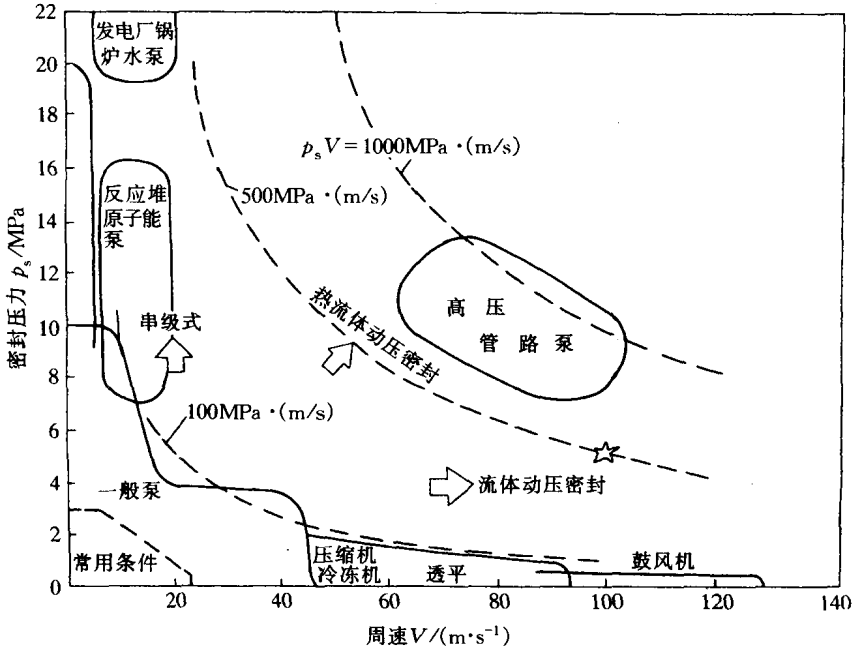 22
20
18
16
14
12
10
8
6
4
2
0
密封压力 pₛ/MPa
发电厂锅
炉水泵
pₛV＝1000MPa·(m/s)
500MPa·(m/s)
反应堆
原子能
泵
串级式
热流体动压密封
高压
管路泵
100MPa·(m/s)
一般泵
流体动压密封
常用条件
压缩机
冷冻机
透平
鼓风机
0
20
40
60
80
100
120
140
周速V/(m·s⁻¹)